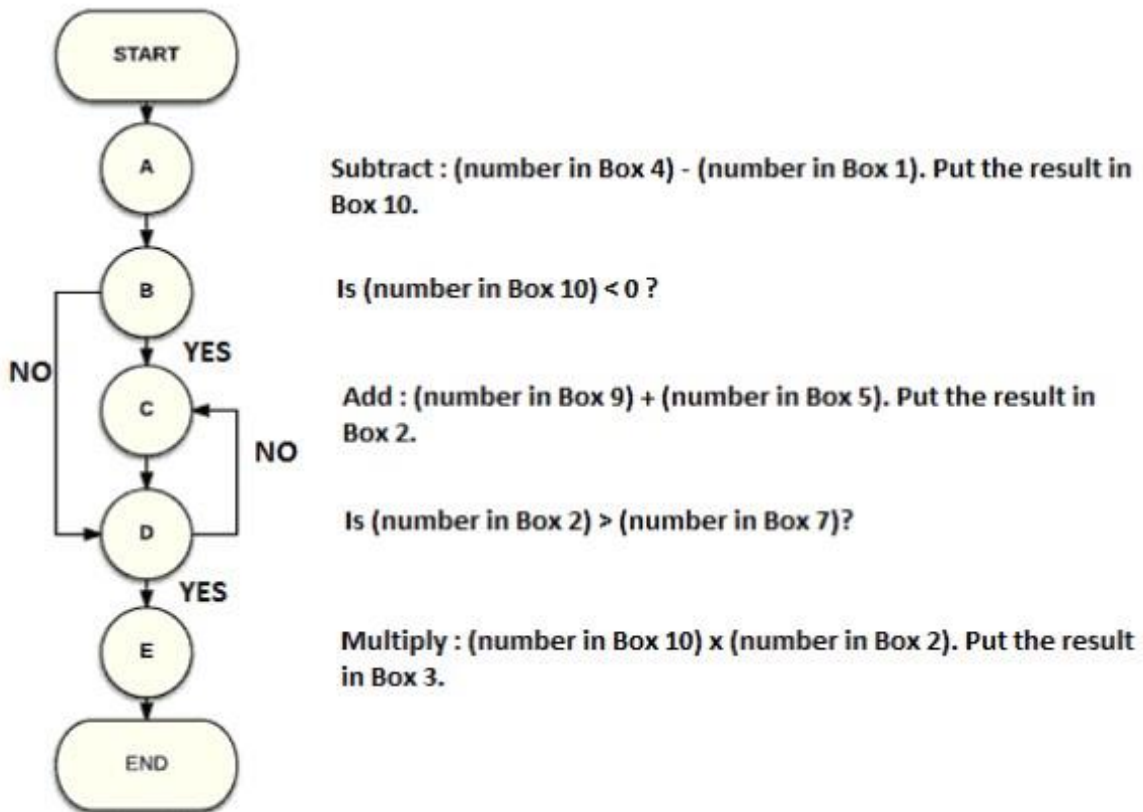 START
A
Subtract : (number in Box 4) - (number in Box 1). Put the result in
Box 10.
B
Is (number in Box 10) < 0 ?
YES
NO
C
Add : (number in Box 9) + (number in Box 5). Put the result in
Box 2.
NO
D
Is (number in Box 2) > (number in Box 7)?
YES
E
Multiply : (number in Box 10) x (number in Box 2). Put the result
in Box 3.
END